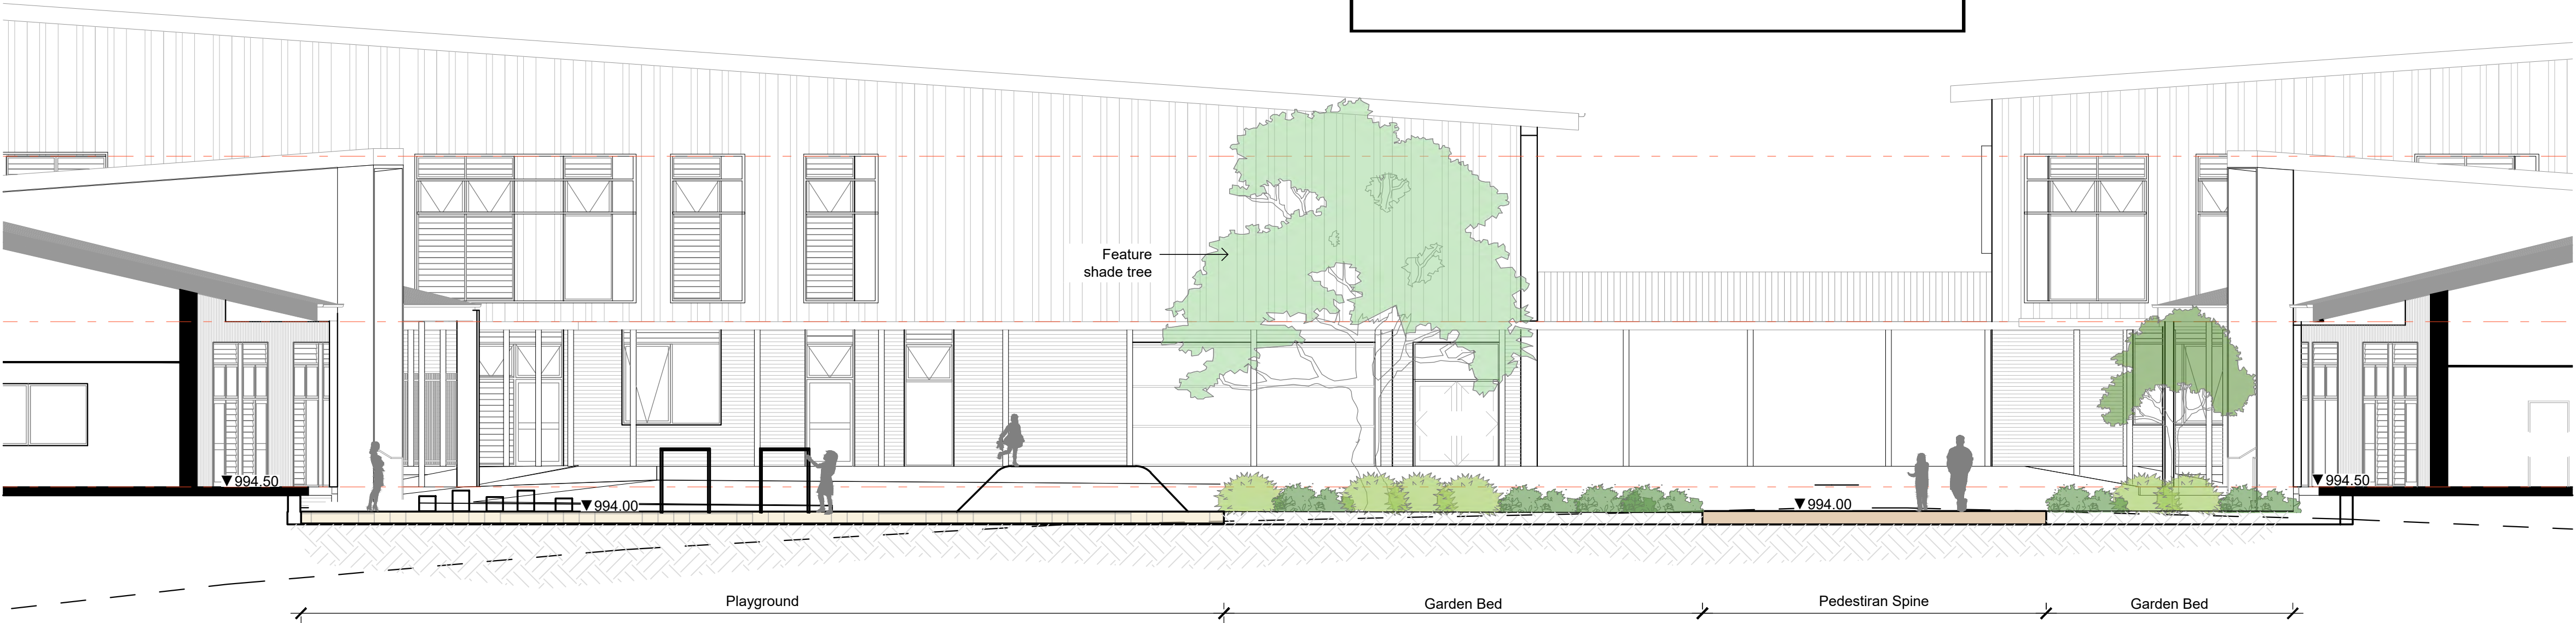 Feature
shade tree
▼994.50
▼994.00
▼994.00
▼994.50
Playground
Garden Bed
Pedestiran Spine
Garden Bed